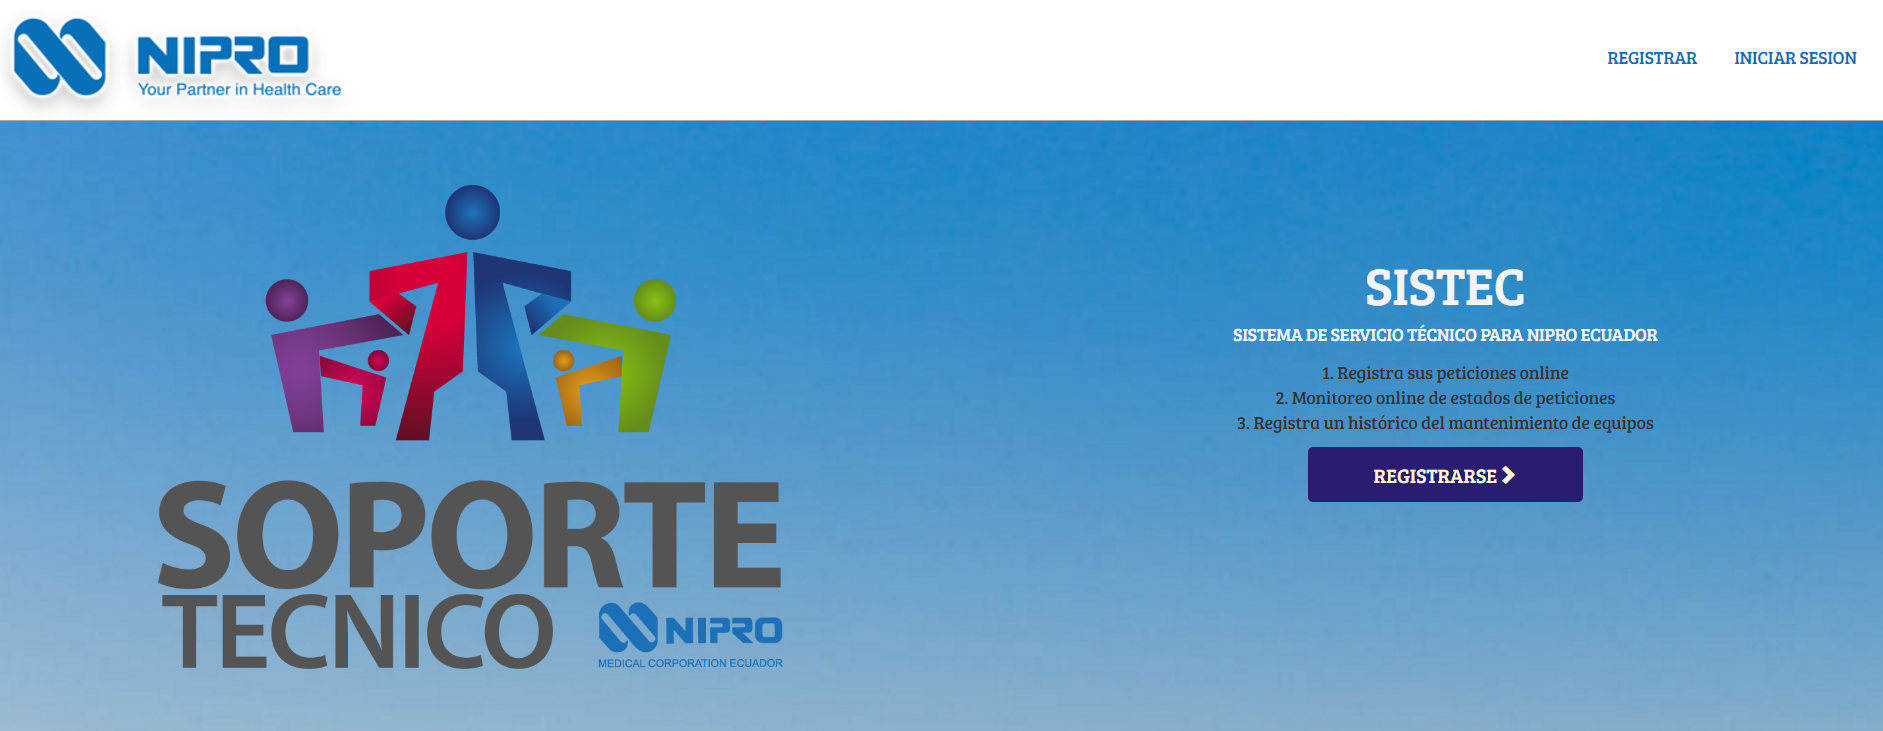 NIPRO
Your Partner in Health Care
REGISTRAR
INICIAR SESION
SOPORTE
TECNICO
NIPRO
MEDICAL CORPORATION ECUADOR
SISTEC
SISTEMA DE SERVICIO TÉCNICO PARA NIPRO ECUADOR
1. Registra sus peticiones online
2. Monitoreo online de estados de peticiones
3. Registra un histórico del mantenimiento de equipos
REGISTRARSE